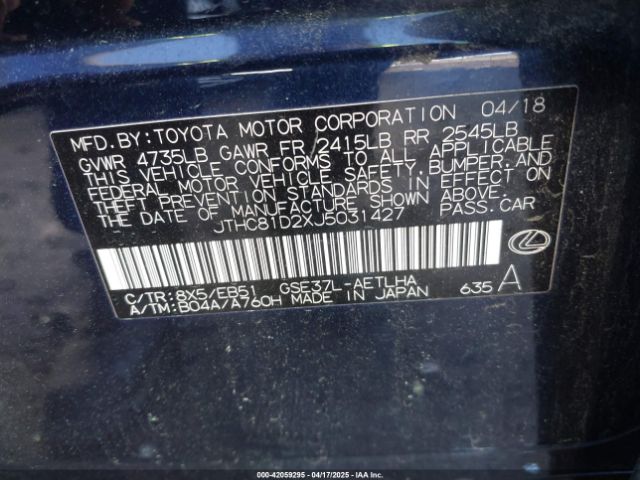 MFD. BY: TOYOTA MOTOR CORPORATION 04/18
GVWR 4735LB GAWR FR 2415LB RR 2545LB
THIS VEHICLE CONFORMS TO ALL APPLICABLE
FEDERAL MOTOR VEHICLE SAFETY, BUMPER, AND
THEFT PREVENTION STANDARDS IN EFFECT ON
THE DATE OF MANUFACTURE SHOWN ABOVE.
JTHC81D2XJ5031427 PASS. CAR
C/TR: 8X5/EB51 GSE37L-AETLHA
A/TM: B04A/A760H MADE IN JAPAN 635 A
000-42059295 - 04/17/2025 - IAAI, Inc.